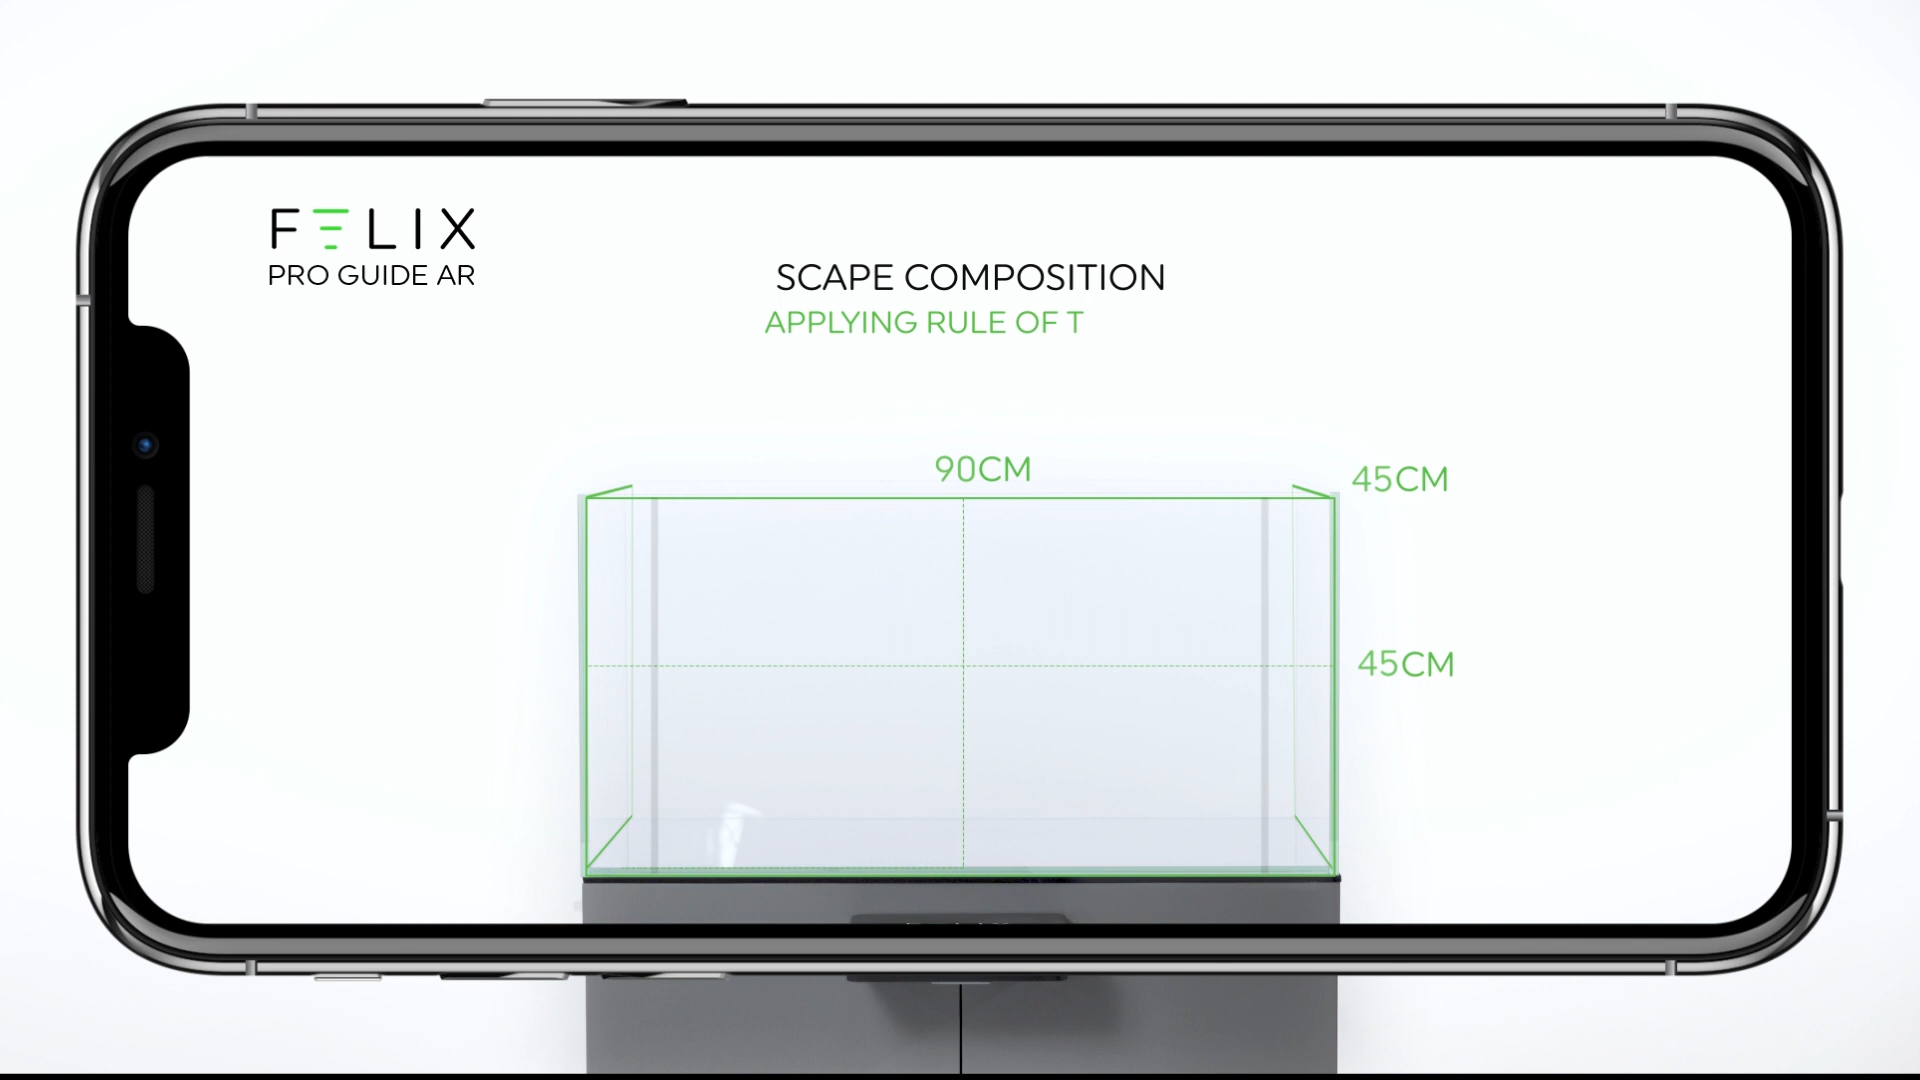 FELIX
PRO GUIDE AR
SCAPE COMPOSITION
APPLYING RULE OF T
90CM
45CM
45CM